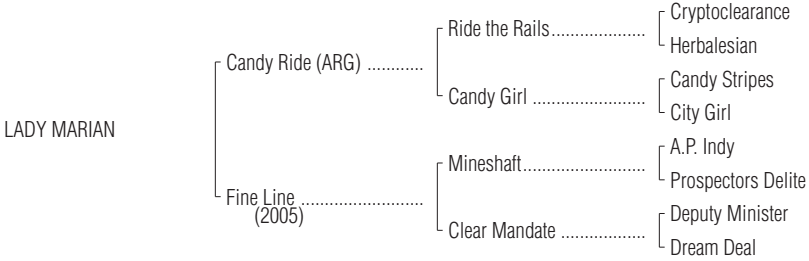 Cryptoclearance
Ride the Rails....................
Herbalesian
Candy Ride (ARG) ............
Candy Stripes
Candy Girl ........................
City Girl
LADY MARIAN
A.P. Indy
Mineshaft..........................
Prospectors Delite
Fine Line ..........................
(2005)
Deputy Minister
Clear Mandate ..................
Dream Deal